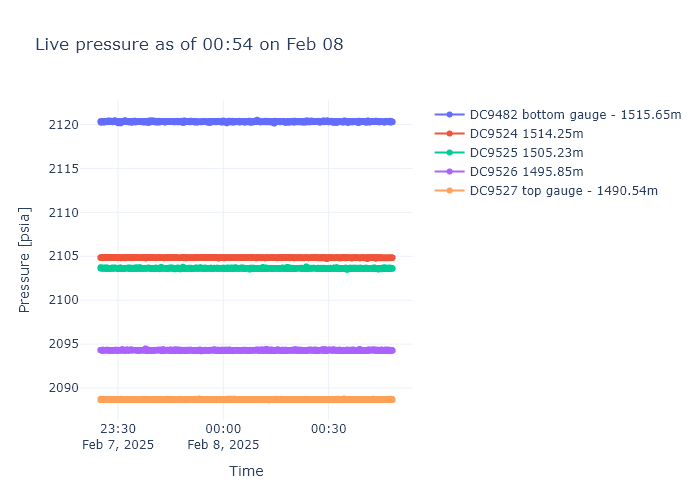 Live pressure as of 00:54 on Feb 08
DC9482 bottom gauge - 1515.65m
DC9524 1514.25m
DC9525 1505.23m
DC9526 1495.85m
DC9527 top gauge - 1490.54m
Pressure [psia]
2120
2115
2110
2105
2100
2095
2090
23:30
Feb 7, 2025
00:00
Feb 8, 2025
00:30
Time